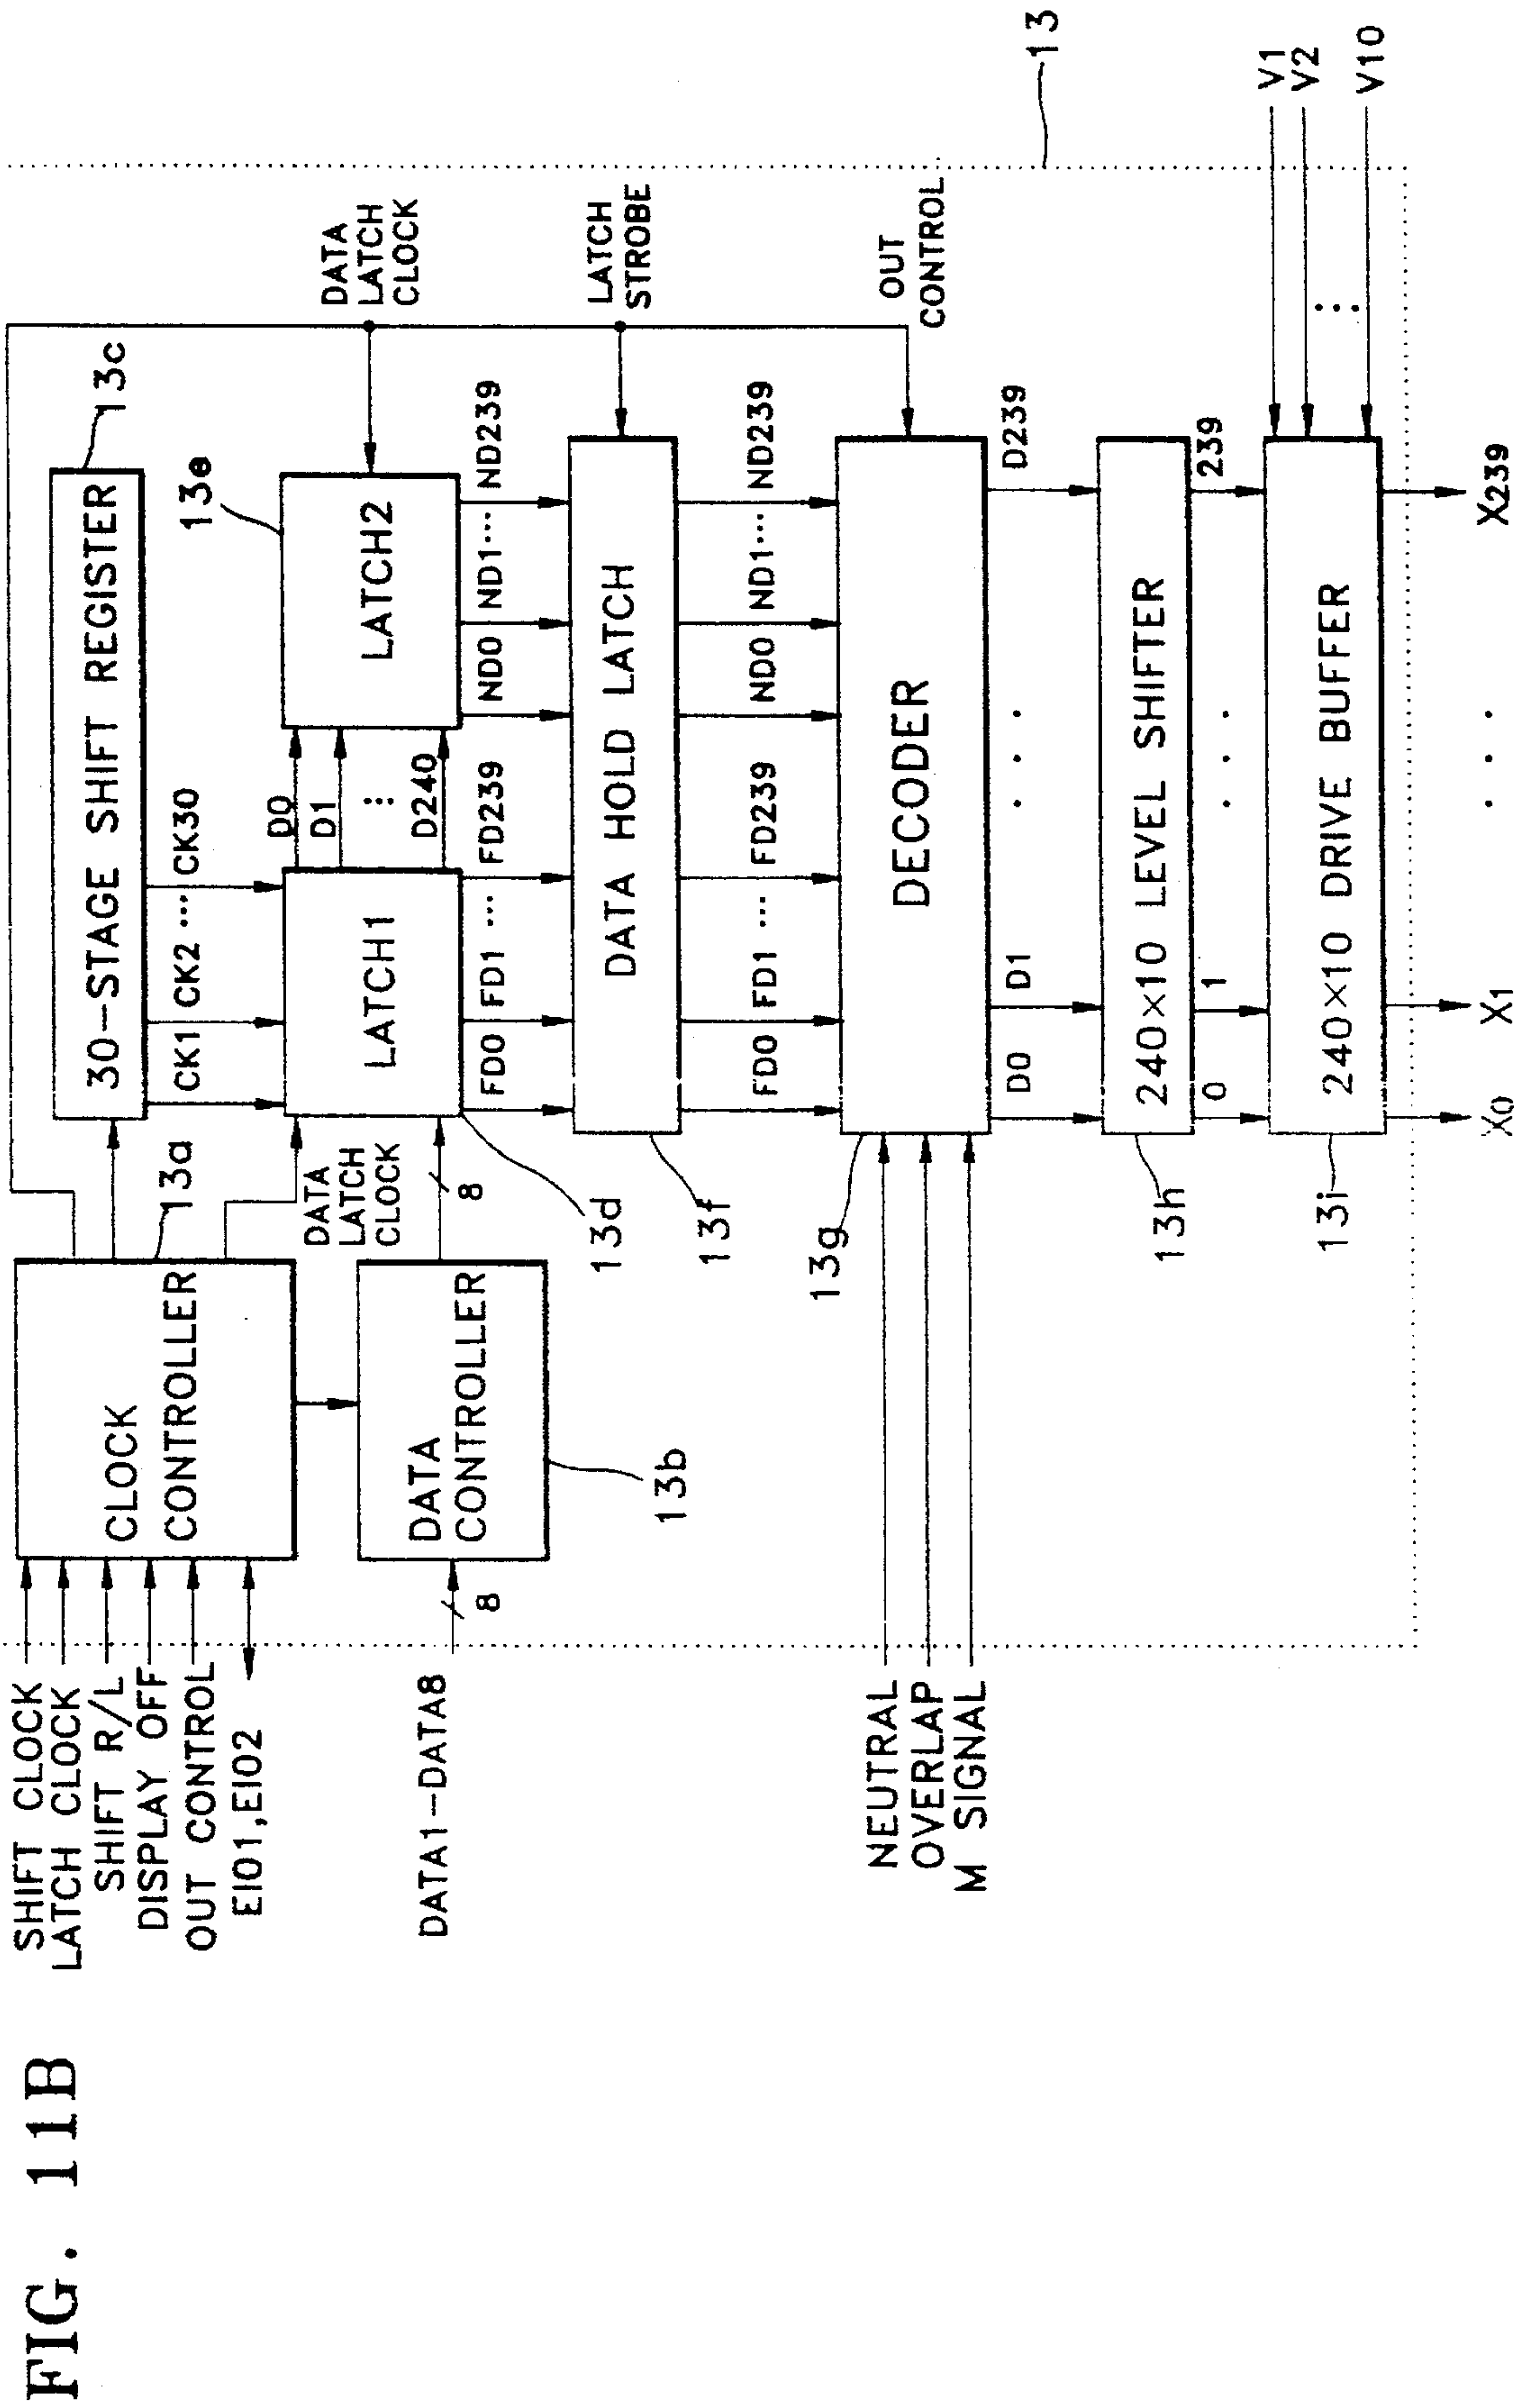 FIG. 11B
SHIFT CLOCK
LATCH CLOCK
SHIFT R/L
DISPLAY OFF
OUT CONTROL
EIO1,EIO2
DATA1-DATA8
8
NEUTRAL
OVERLAP
M SIGNAL
CLOCK
CONTROLLER
13a
DATA
CONTROLLER
13b
DATA
LATCH
CLOCK
8
30-STAGE SHIFT REGISTER
13c
CK1 CK2 ... CK30
LATCH1
13d
D0
D1
D240
LATCH2
13e
DATA
LATCH
CLOCK
FD0 FD1 ... FD239
ND0 ND1... ND239
DATA HOLD LATCH
13f
LATCH
STROBE
FD0 FD1 ... FD239
ND0 ND1... ND239
DECODER
13g
OUT
CONTROL
D0 D1 . . . D239
240×10 LEVEL SHIFTER
13h
0 1 . . . 239
240×10 DRIVE BUFFER
13i
V1
V2
V10
X0 X1 . . . X239
13